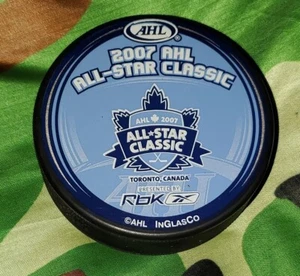 AHL
2007 AHL
ALL-STAR CLASSIC
AHL 2007
ALL★STAR
CLASSIC
TORONTO, CANADA
PRESENTED BY
RBK
©AHL INGLASCO